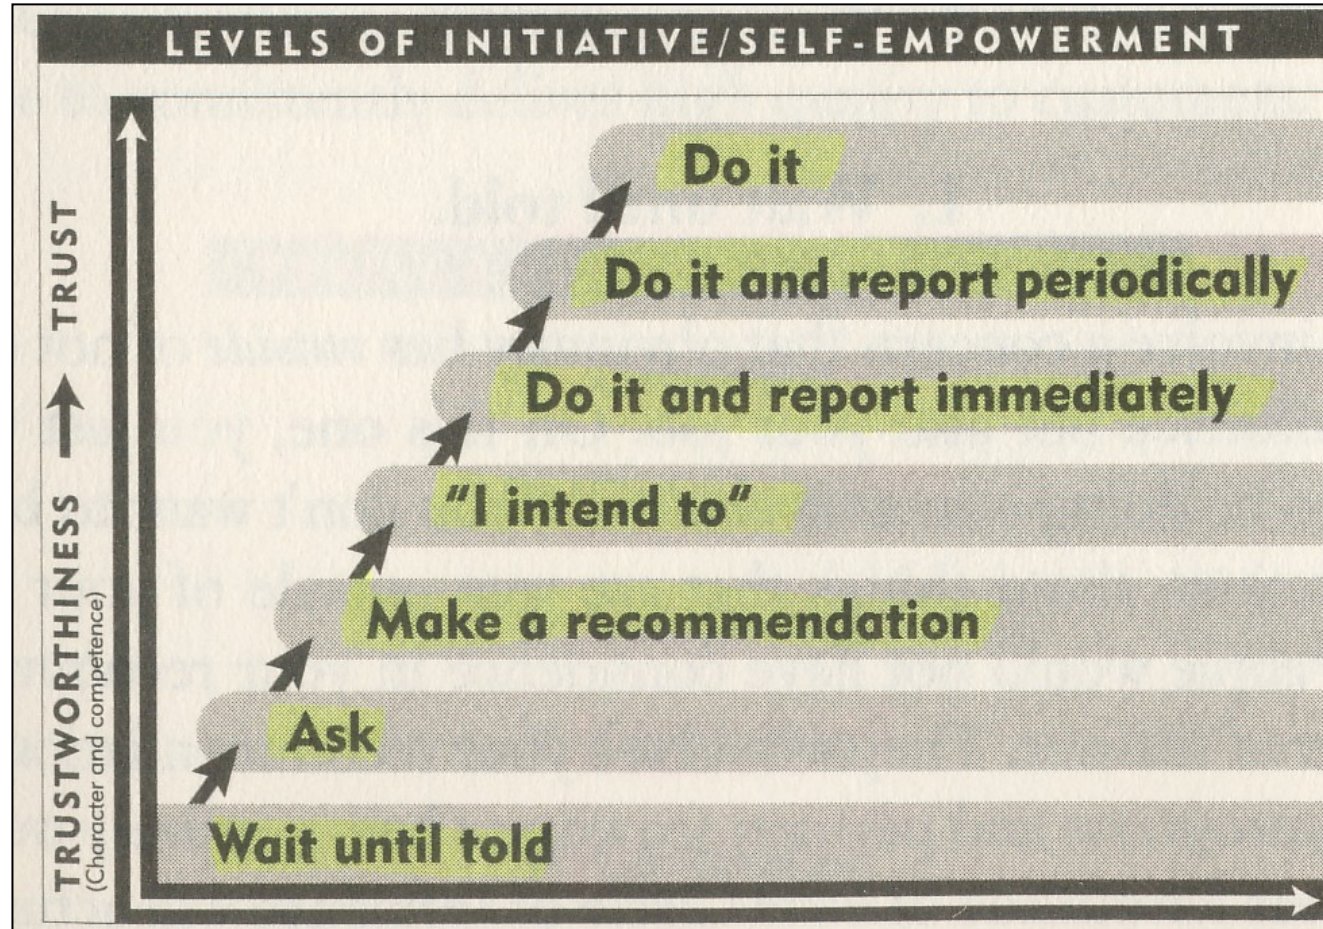 LEVELS OF INITIATIVE/SELF-EMPOWERMENT
Do it
Do it and report periodically
Do it and report immediately
"I intend to"
Make a recommendation
Ask
Wait until told
TRUSTWORTHINESS → TRUST
(Character and competence)